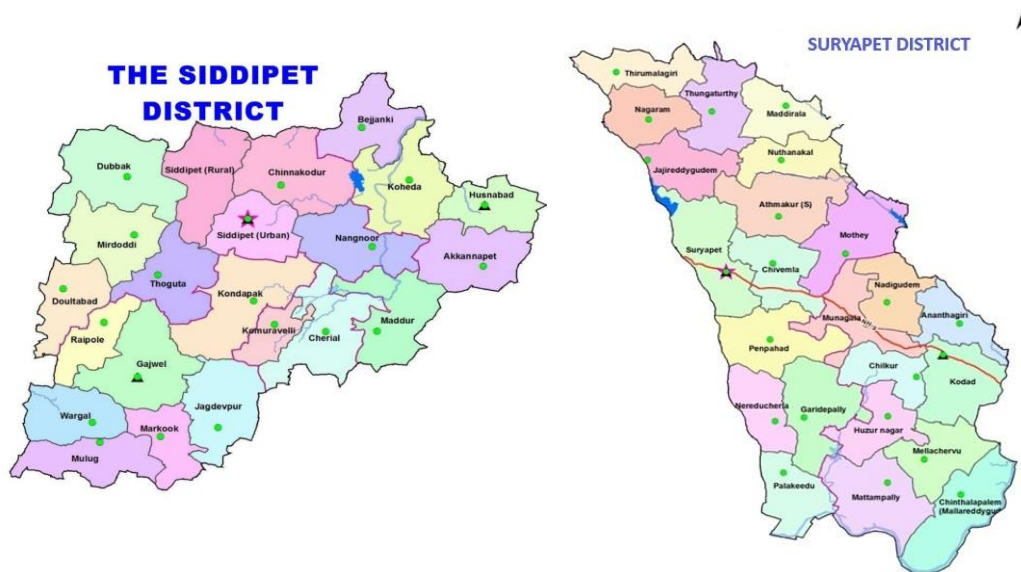 THE SIDDIPET
DISTRICT
Bejjanki
Dubbak
Siddipet (Rural)
Chinnakodur
Koheda
Husnabad
Mirdoddi
Siddipet (Urban)
Nangnoor
Akkannapet
Thoguta
Doultabad
Kondapak
Raipole
Komuravelli
Cherial
Maddur
Gajwel
Wargal
Jagdevpur
Markook
Mulug
SURYAPET DISTRICT
Thirumalagiri
Thungaturthy
Nagaram
Maddirala
Nuthanakal
Jajireddygudem
Athmakur (S)
Mothey
Suryapet
Chivemla
Nadigudem
Ananthagiri
Munagala
Penpahad
Chilkur
Kodad
Nereducherla
Garidepally
Huzur nagar
Mellachervu
Palakeedu
Mattampally
Chinthalapalem
(Mallareddygu